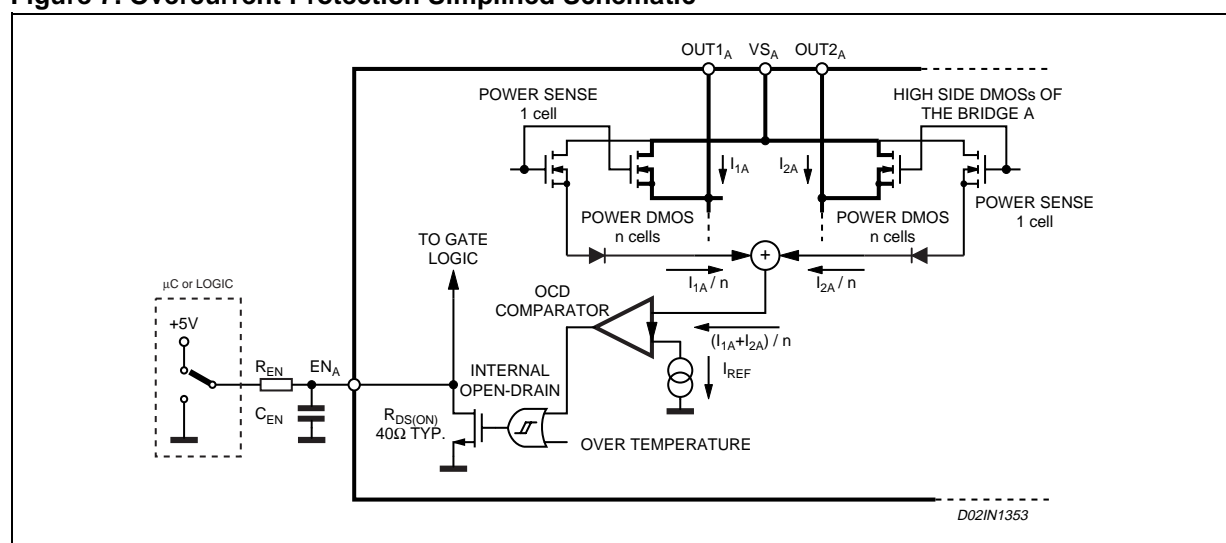 Figure 7. Overcurrent Protection Simplified Schematic
OUT1A VSA OUT2A
POWER SENSE
1 cell
HIGH SIDE DMOSs OF
THE BRIDGE A
I1A
I2A
POWER DMOS
n cells
POWER DMOS
n cells
POWER SENSE
1 cell
TO GATE
LOGIC
+
I1A / n
I2A / n
μC or LOGIC
+5V
OCD
COMPARATOR
(I1A+I2A) / n
IREF
REN
ENA
INTERNAL
OPEN-DRAIN
CEN
RDS(ON)
40Ω TYP.
OVER TEMPERATURE
D02IN1353